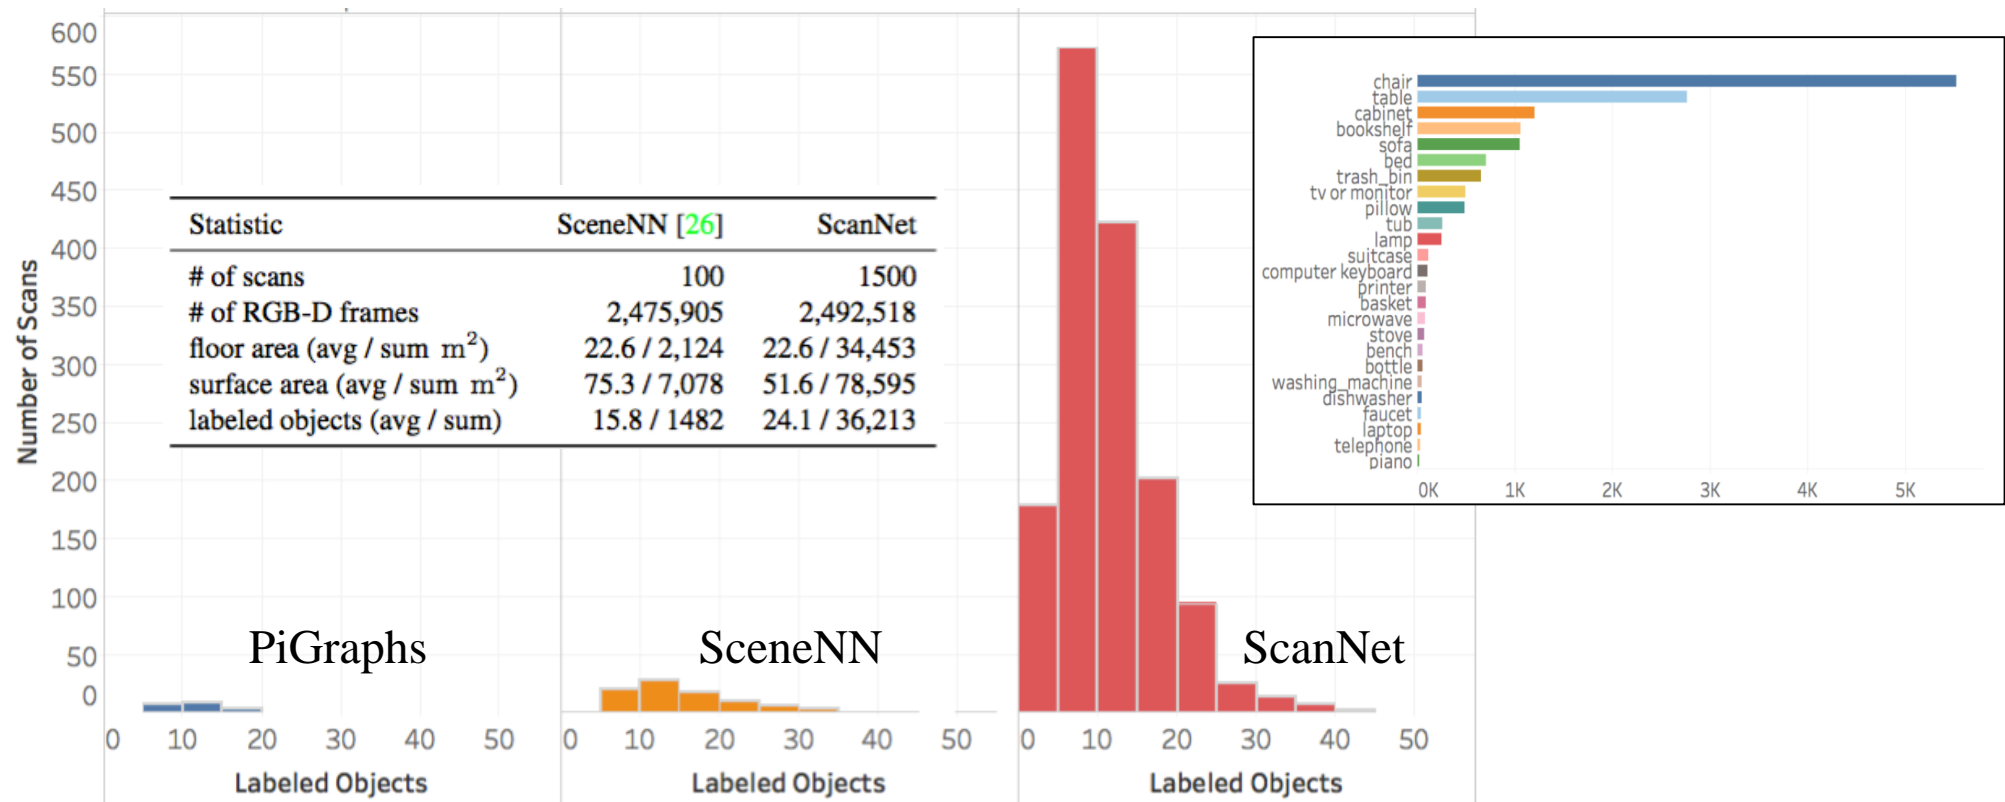 Number of Scans
600
550
500
450
400
350
300
250
200
150
100
50
0
Statistic SceneNN [26] ScanNet
# of scans 100 1500
# of RGB-D frames 2,475,905 2,492,518
floor area (avg / sum m²) 22.6 / 2,124 22.6 / 34,453
surface area (avg / sum m²) 75.3 / 7,078 51.6 / 78,595
labeled objects (avg / sum) 15.8 / 1482 24.1 / 36,213
PiGraphs SceneNN ScanNet
0 10 20 30 40 50 0 10 20 30 40 50 0 10 20 30 40 50
Labeled Objects Labeled Objects Labeled Objects
chair
table
cabinet
bookshelf
sofa
bed
trash_bin
tv or monitor
pillow
tub
lamp
suitcase
computer keyboard
printer
basket
microwave
stove
bench
bottle
washing_machine
dishwasher
faucet
laptop
telephone
piano
0K 1K 2K 3K 4K 5K